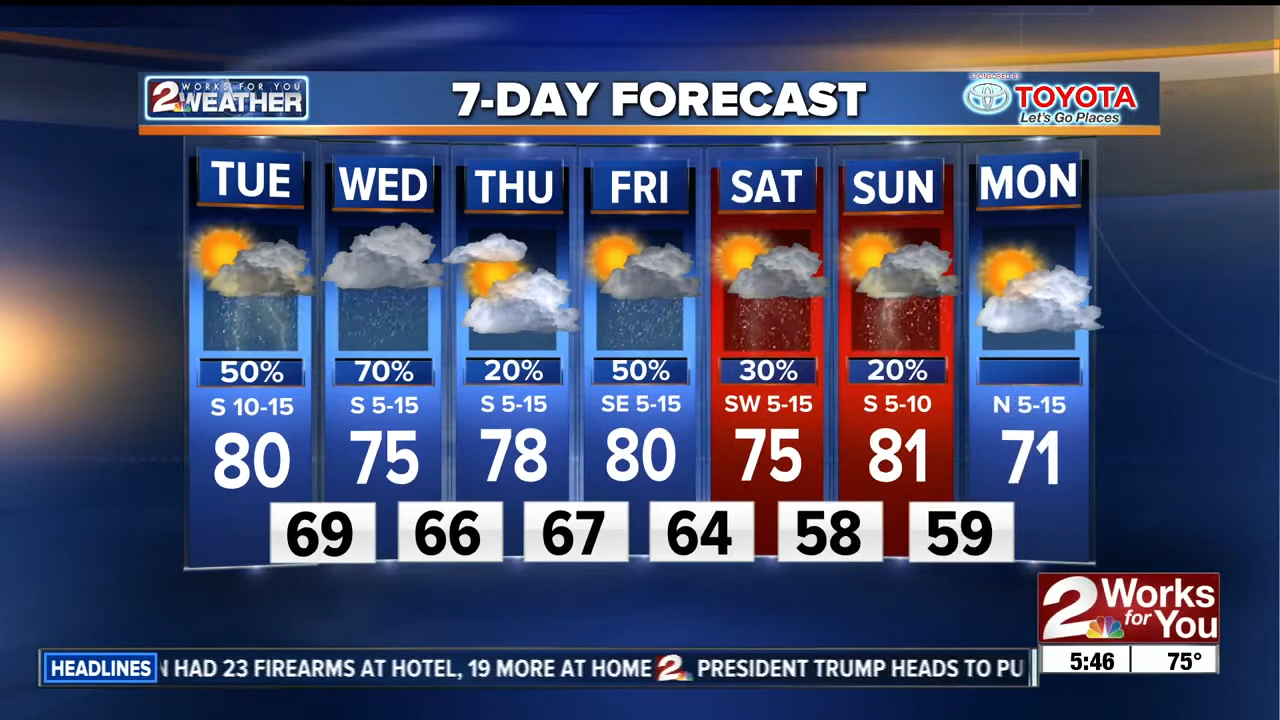 2 WORKS FOR YOU
WEATHER
7-DAY FORECAST
SPONSORED BY
TOYOTA
Let's Go Places
TUE WED THU FRI SAT SUN MON
50% 70% 20% 50% 30% 20%
S 10-15 S 5-15 S 5-15 SE 5-15 SW 5-15 S 5-10 N 5-15
80 75 78 80 75 81 71
69 66 67 64 58 59
2 Works
for You
5:46 75°
HEADLINES N HAD 23 FIREARMS AT HOTEL, 19 MORE AT HOME 2 PRESIDENT TRUMP HEADS TO PU